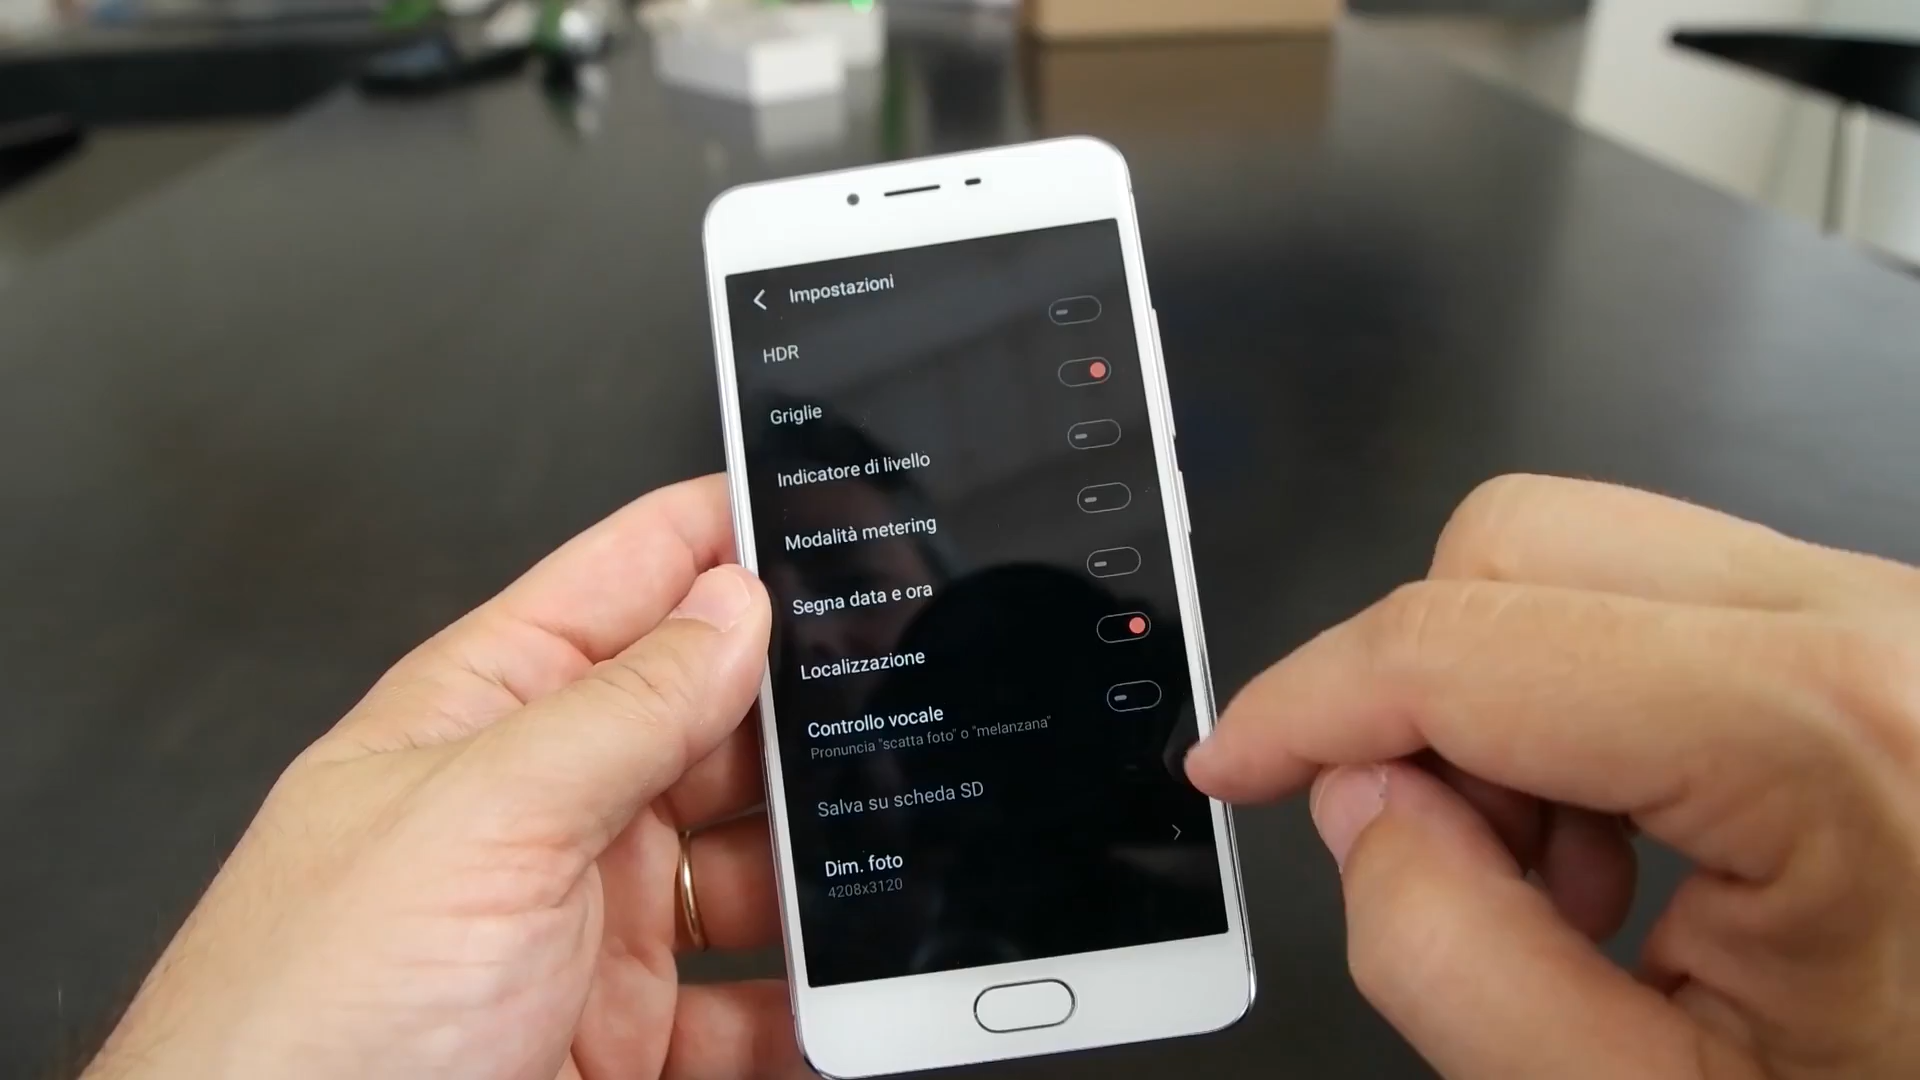 Impostazioni
HDR
Griglie
Indicatore di livello
Modalità metering
Segna data e ora
Localizzazione
Controllo vocale
Pronuncia "scatta foto" o "melanzana"
Salva su scheda SD
Dim. foto
4208x3120